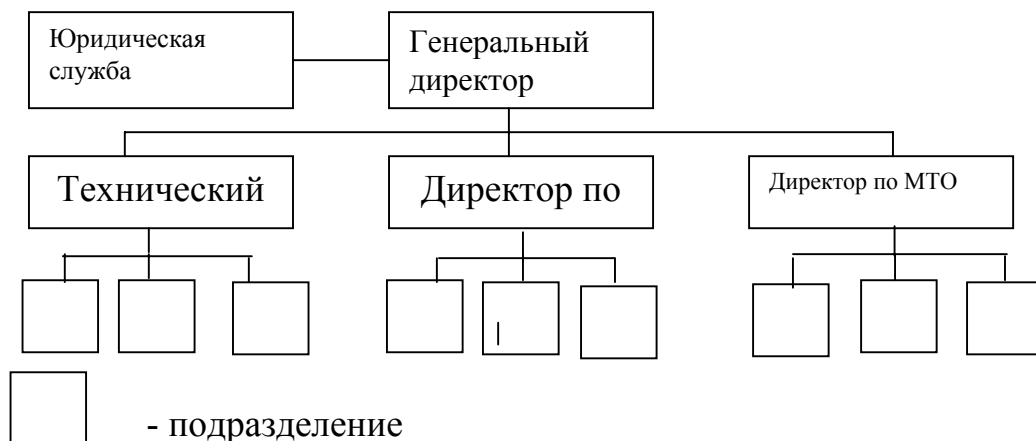 Юридическая
служба
Генеральный
директор
Технический
Директор по
Директор по МТО
- подразделение